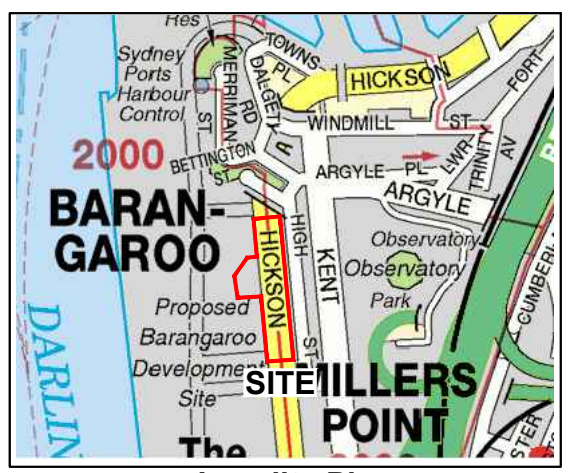 Res
Sydney
Ports
Harbour
Control
TOWNS
PL
HICKSON
MERRIMAN
ST
DALGETY
RD
WINDMILL
ST
FORT
2000
BETTINGTON
ST
ARGYLE
PL
LWR
TRINITY
AV
ARGYLE
BARAN-
GAROO
HICKSON
HIGH
ST
KENT
Observatory
Observatory
Park
CUMBERL
Proposed
Barangaroo
Development
Site
SITE
MILLERS
POINT
DARLIN
The